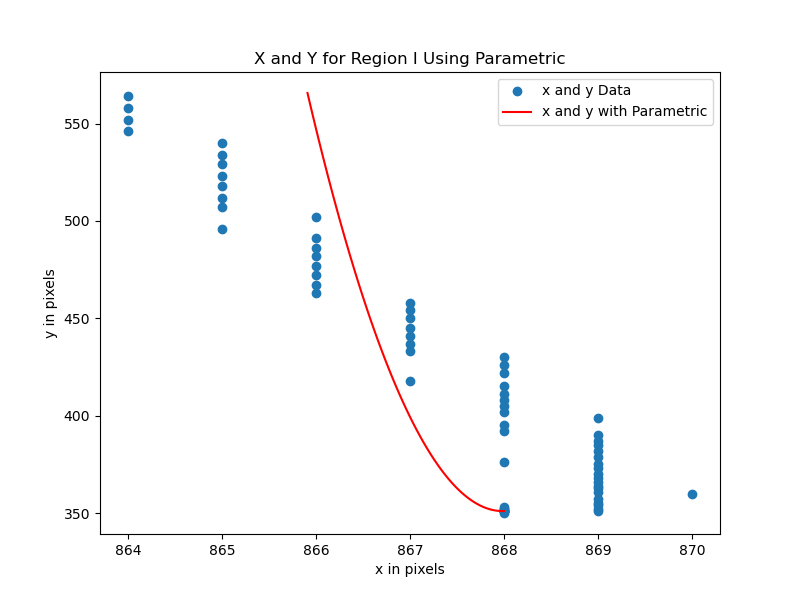 X and Y for Region I Using Parametric
x and y Data
x and y with Parametric
550
500
450
400
350
y in pixels
864 865 866 867 868 869 870
x in pixels